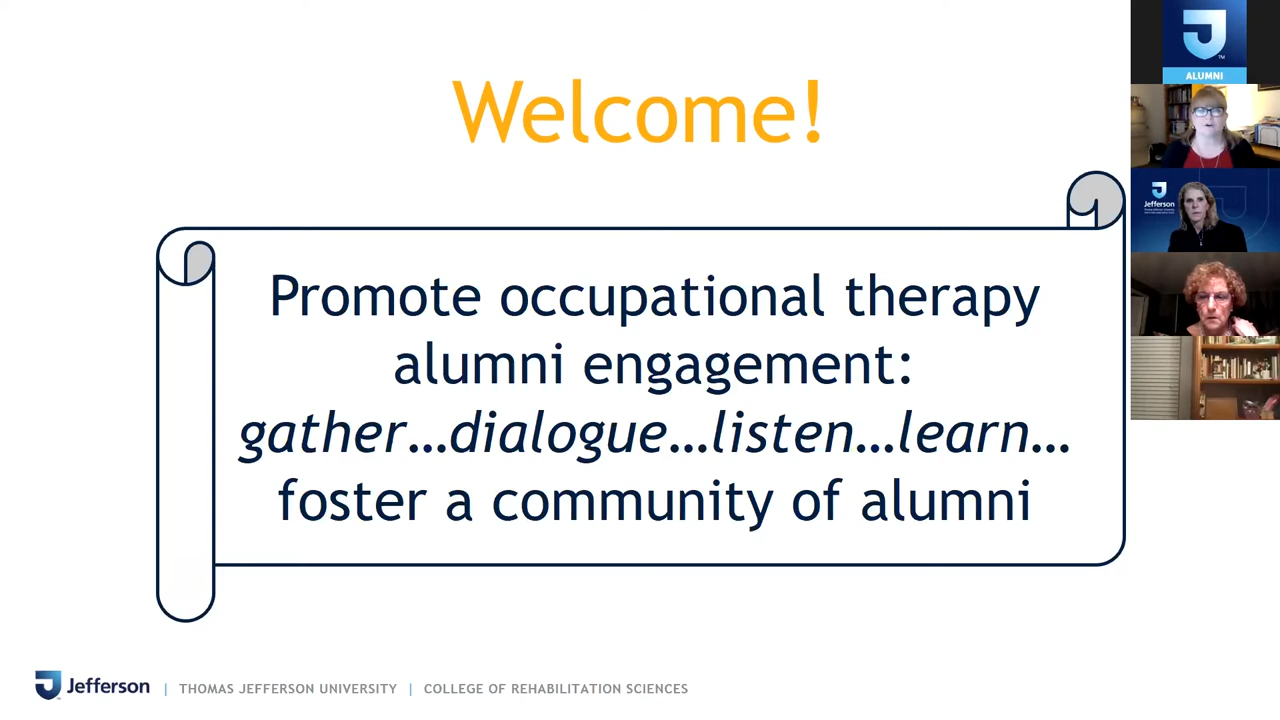 Welcome!
Promote occupational therapy
alumni engagement:
gather...dialogue...listen...learn...
foster a community of alumni
Jefferson | THOMAS JEFFERSON UNIVERSITY | COLLEGE OF REHABILITATION SCIENCES
J
ALUMNI
Jefferson